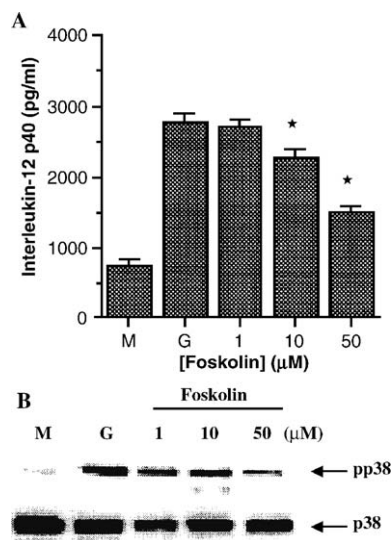 A
Interleukin-12 p40 (pg/ml)
4000
3000
2000
1000
0
★
★
M G 1 10 50
[Foskolin] (μM)
B
Foskolin
M G 1 10 50 (μM)
pp38
p38